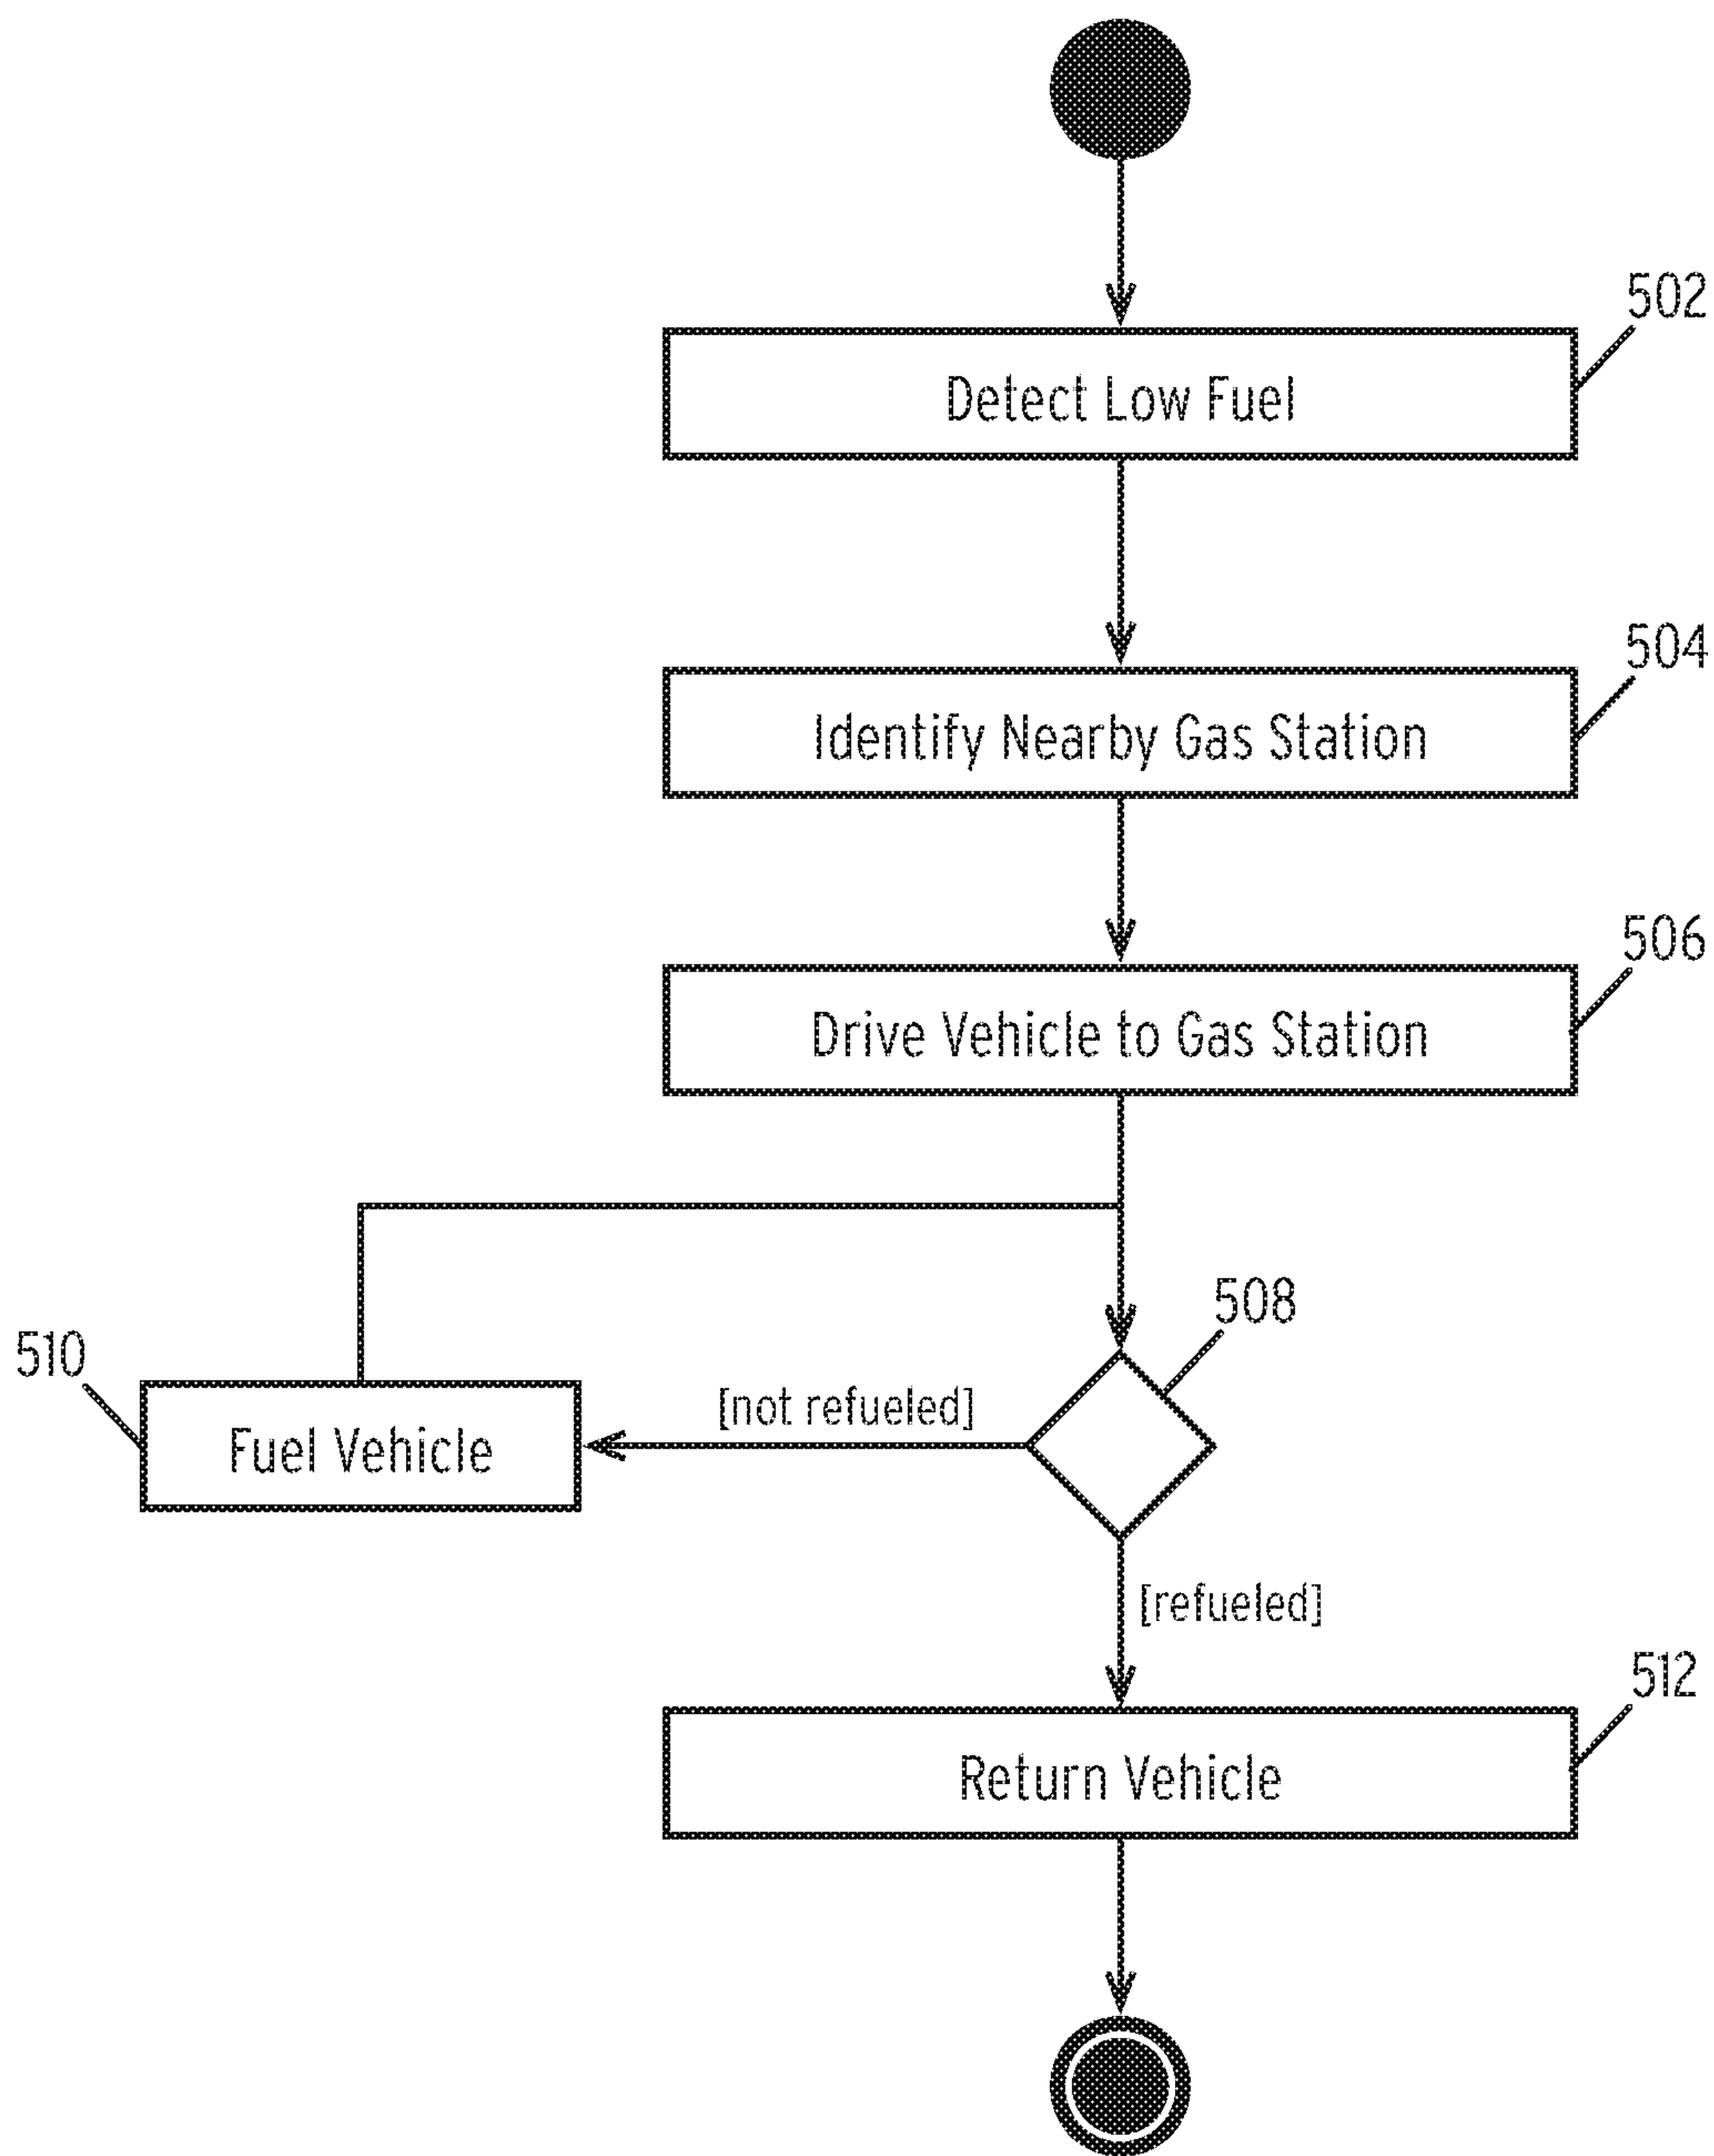 502
Detect Low Fuel
504
Identify Nearby Gas Station
506
Drive Vehicle to Gas Station
508
510
[not refueled]
Fuel Vehicle
[refueled]
512
Return Vehicle